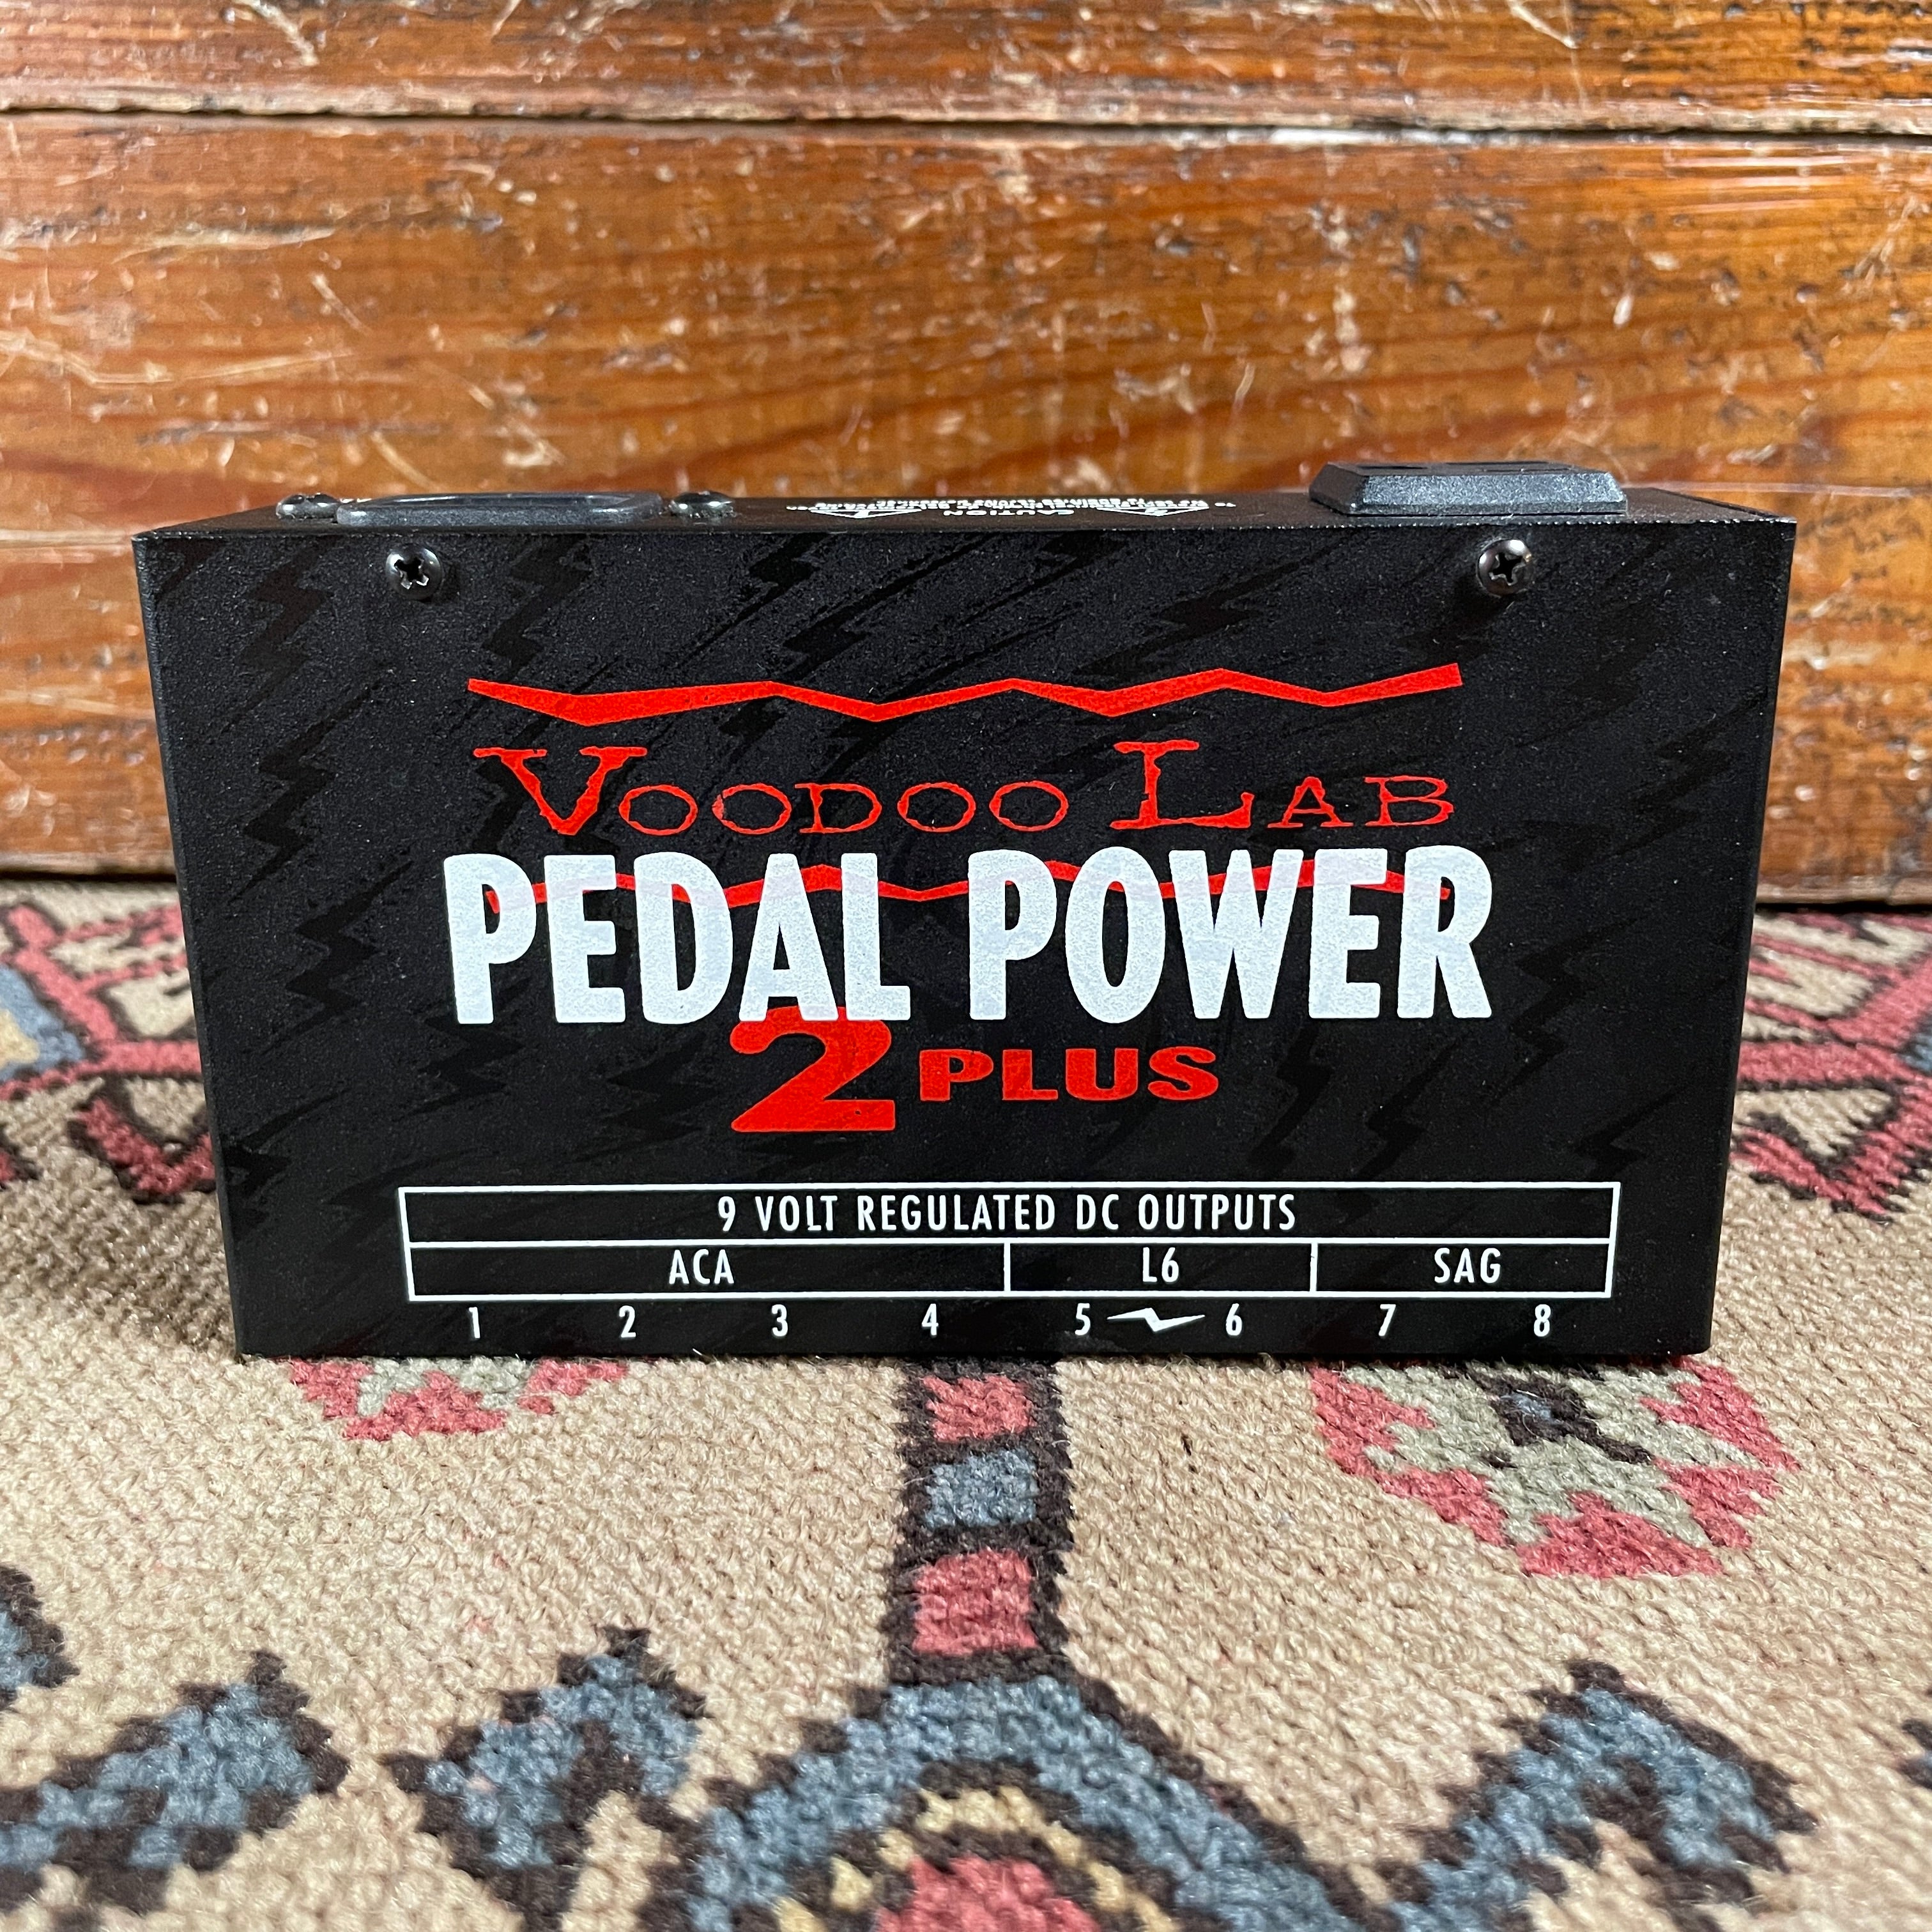 CAUTION
VOODOO LAB
PEDAL POWER
2 PLUS
9 VOLT REGULATED DC OUTPUTS
ACA L6 SAG
1 2 3 4 5 6 7 8